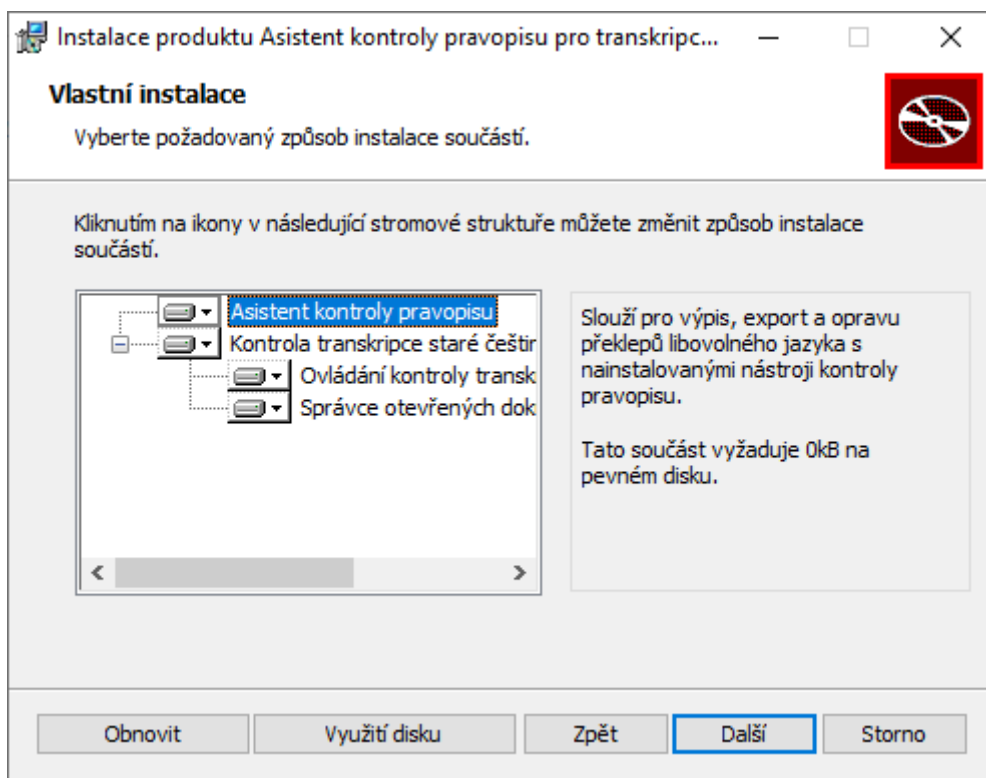 Instalace produktu Asistent kontroly pravopisu pro transkripc...
Vlastní instalace
Vyberte požadovaný způsob instalace součástí.
Kliknutím na ikony v následující stromové struktuře můžete změnit způsob instalace
součástí.
Asistent kontroly pravopisu
Kontrola transkripce staré češtin
Ovládání kontroly transk
Správce otevřených dok
Slouží pro výpis, export a opravu
překlepů libovolného jazyka s
nainstalovanými nástroji kontroly
pravopisu.
Tato součást vyžaduje 0kB na
pevném disku.
Obnovit
Využití disku
Zpět
Další
Storno